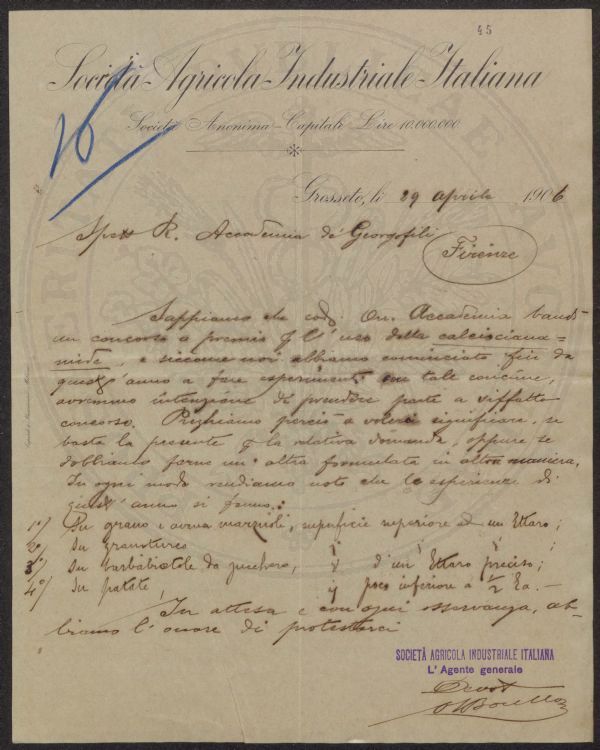 45
Società Agricola Industriale Italiana
16
Società Anonima - Capitale Lire 10.000.000
Grosseto, li 29 aprile 1906
Spett R. Accademia de' Georgofili
Firenze
Sappiamo che cod. On. Accademia bandì
un concorso a premio per l'uso della calciociana=
mide, e siccome noi abbiamo cominciato fin da
quest'anno a fare esperimenti con tale concime,
avremmo intenzione di prendere parte a siffatto
concorso. Preghiamo perciò a volerci significare, se
basta la presente per la relativa domanda, oppure se
dobbiamo farne un'altra formulata in altra maniera.
In ogni modo rendiamo noto che le esperienze di
quest'anno si fanno:
1°/ Su grano e avena marzuoli, superficie superiore ad un Ettaro;
2°/ Su granturco
3°/ Su barbabietole da zucchero, d'un Ettaro preciso;
4°/ Su patate poco inferiore a 1/2 Ea. -
In attesa e con ogni osservanza, ab-
biamo l'onore di protestarci
SOCIETÀ AGRICOLA INDUSTRIALE ITALIANA
L'Agente generale
Devot